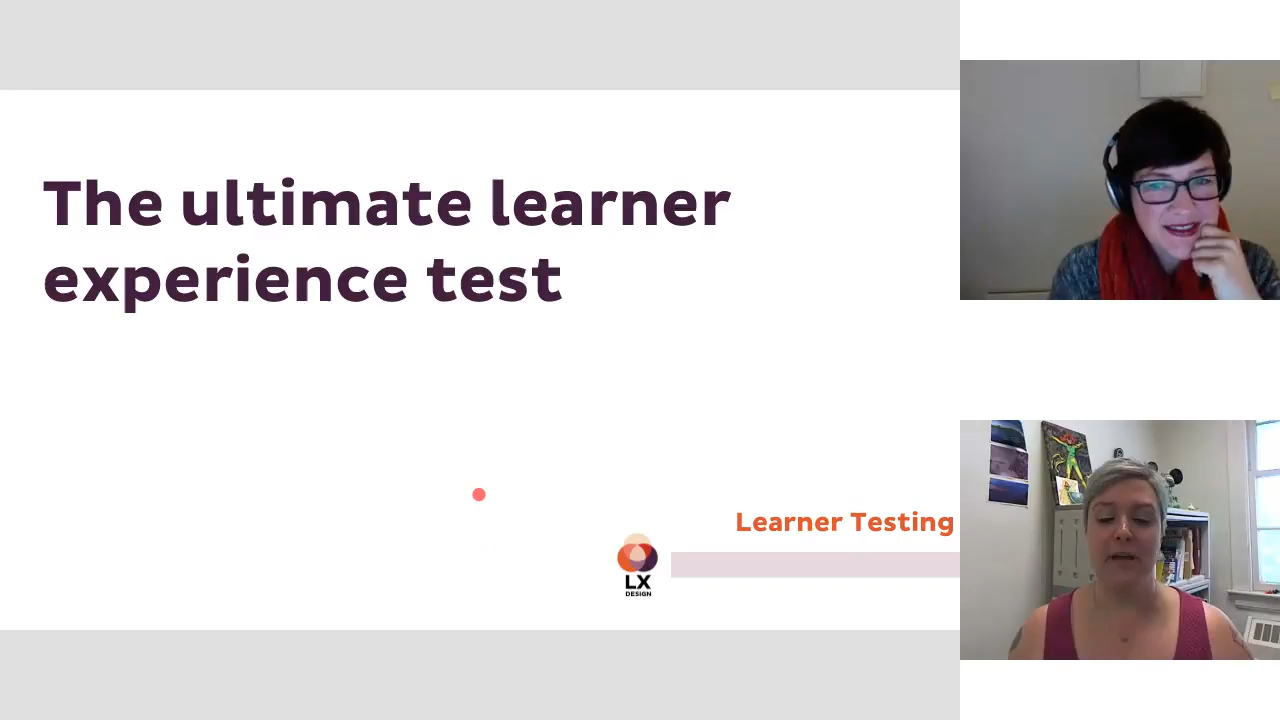 The ultimate learner
experience test
Learner Testing
LX
DESIGN